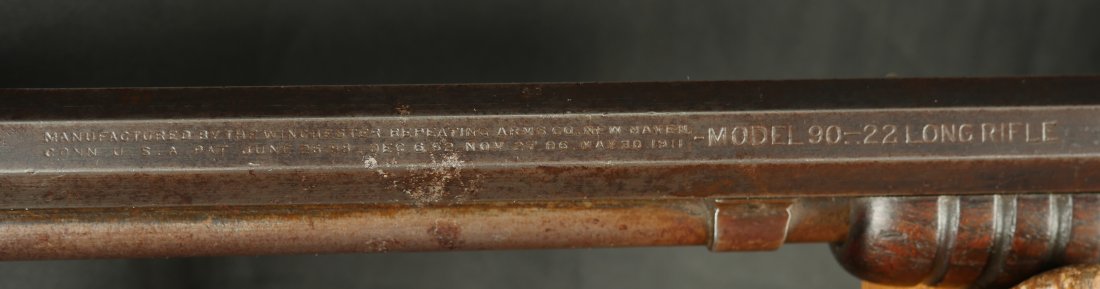 MANUFACTURED BY THE WINCHESTER REPEATING ARMS CO. NEW HAVEN.
CONN. U.S.A. PAT. JUNE 26.88. DEC 6.92 NOV. 27 06. MAY 30 1911 -MODEL 90-22 LONG RIFLE